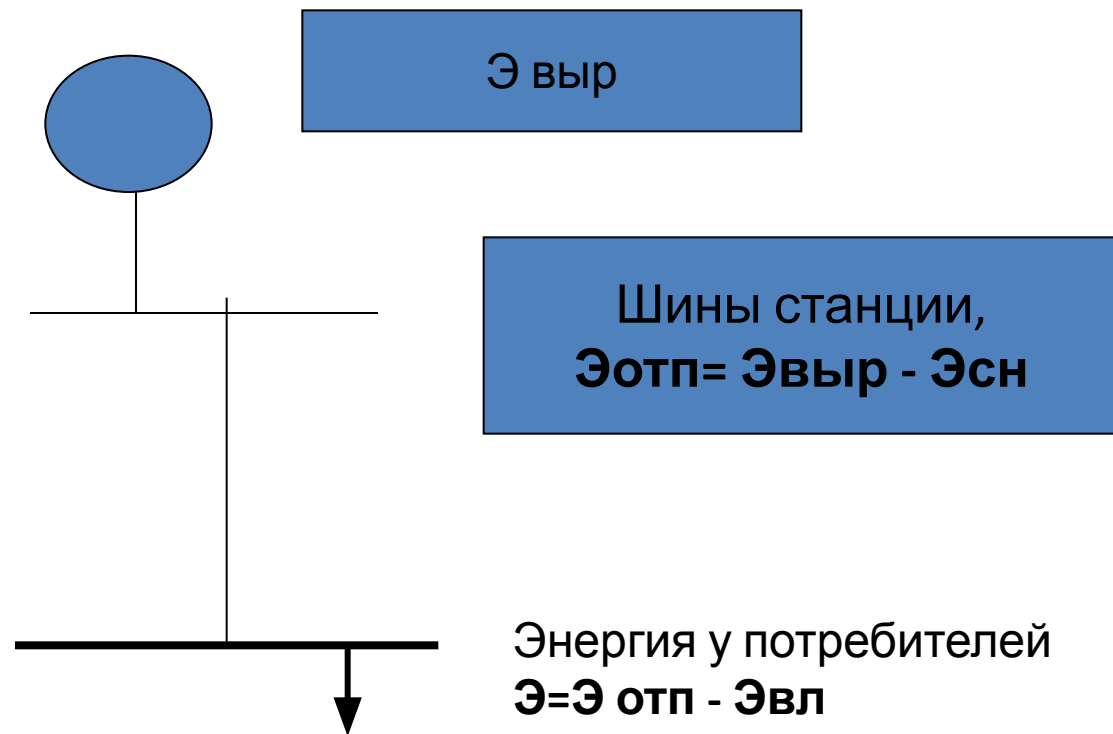 Э выр
Шины станции,
Эотп= Эвыр - Эсн
Энергия у потребителей
Э=Э отп - Эвл